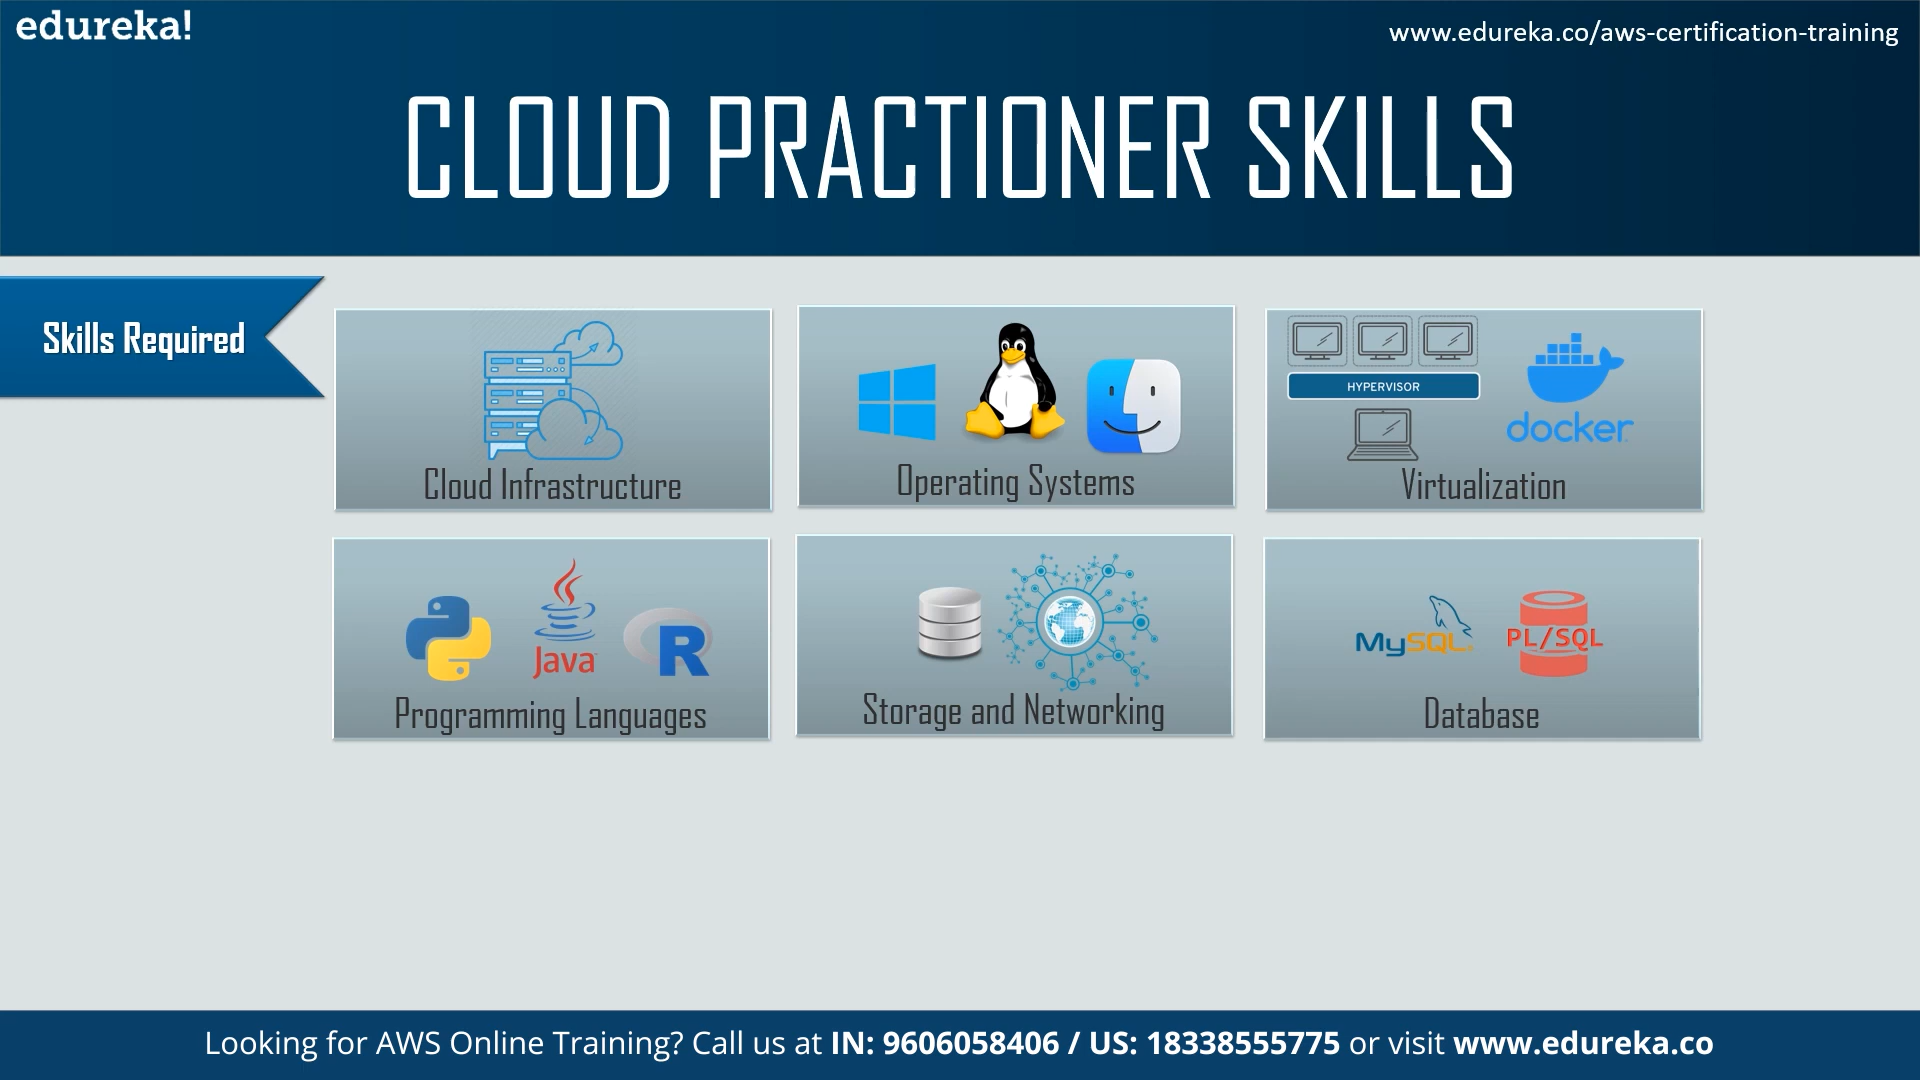 edureka!
www.edureka.co/aws-certification-training
CLOUD PRACTIONER SKILLS
Skills Required
Cloud Infrastructure
Operating Systems
HYPERVISOR
docker
Virtualization
Java
R
Programming Languages
Storage and Networking
MySQL
PL/SQL
Database
Looking for AWS Online Training? Call us at IN: 9606058406 / US: 18338555775 or visit www.edureka.co